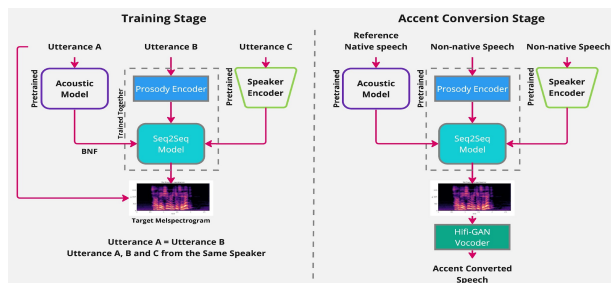 Training Stage
Utterance A
Utterance B
Utterance C
Pretrained
Acoustic
Model
Trained Together
Prosody Encoder
Pretrained
Speaker
Encoder
Seq2Seq
Model
BNF
Target Melspectrogram
Utterance A = Utterance B
Utterance A, B and C from the Same Speaker
Accent Conversion Stage
Reference
Native speech
Non-native Speech
Non-native Speech
Pretrained
Acoustic
Model
Prosody Encoder
Pretrained
Speaker
Encoder
Seq2Seq
Model
Hifi-GAN
Vocoder
Accent Converted
Speech